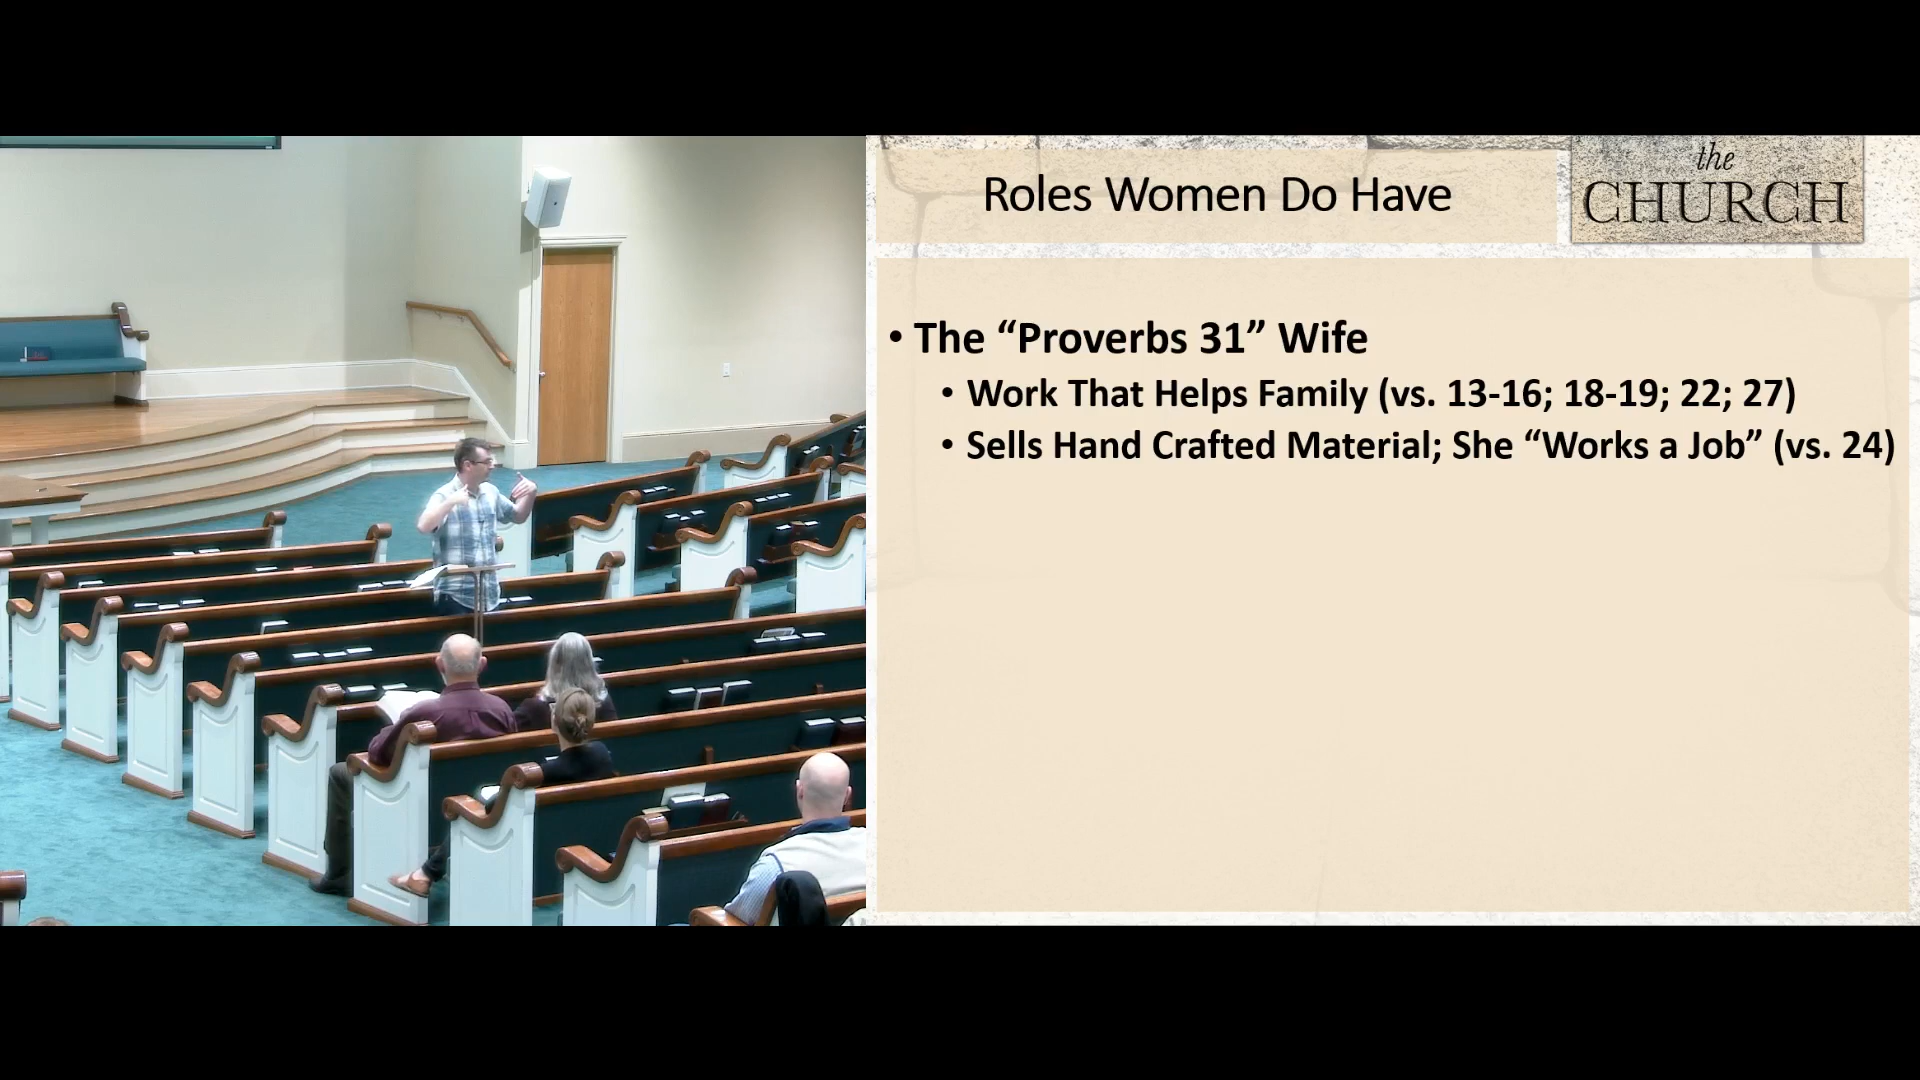 Roles Women Do Have
the
CHURCH
• The “Proverbs 31” Wife
• Work That Helps Family (vs. 13-16; 18-19; 22; 27)
• Sells Hand Crafted Material; She “Works a Job” (vs. 24)